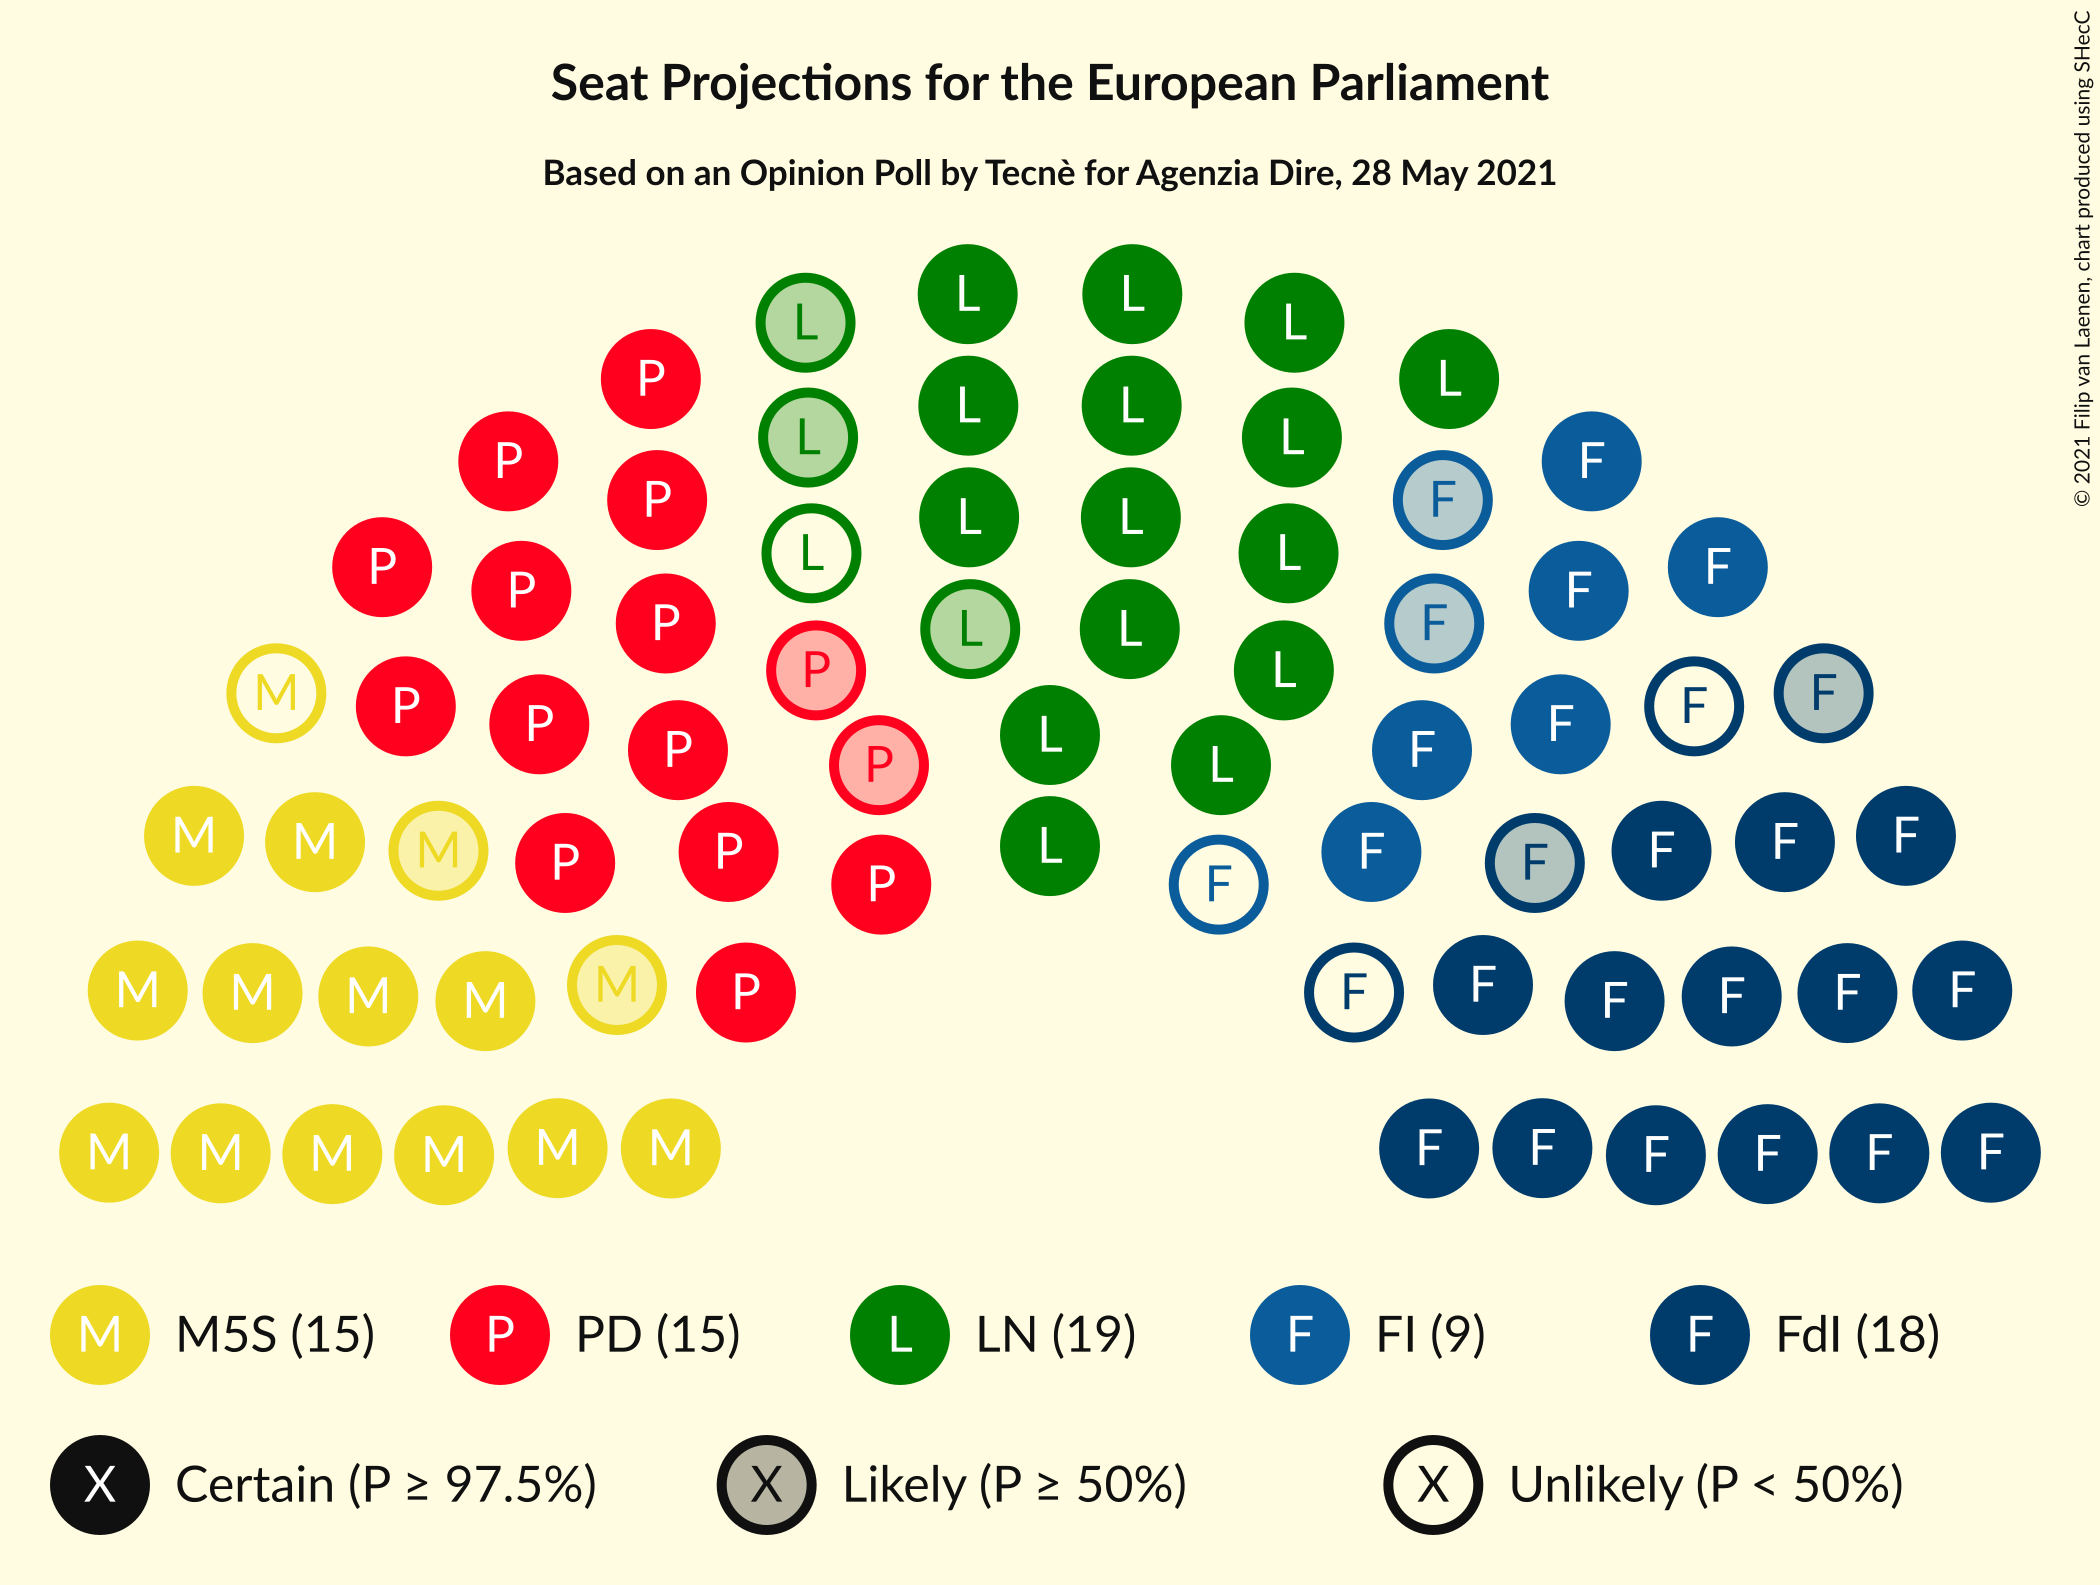 Seat Projections for the European Parliament
Based on an Opinion Poll by Tecnè for Agenzia Dire, 28 May 2021
© 2021 Filip van Laenen, chart produced using SHecC
L L L L
P L
L L L L
P F
P P F
L L L L
P P F F
P L L L
M P P P L F F F
P L L F
M M M P P P L F F F F F F
M M M M M P F F F F F F
M M M M M M F F F F F F
M M5S (15) P PD (15) L LN (19) F FI (9) F FdI (18)
X Certain (P ≥ 97.5%) X Likely (P ≥ 50%) X Unlikely (P < 50%)